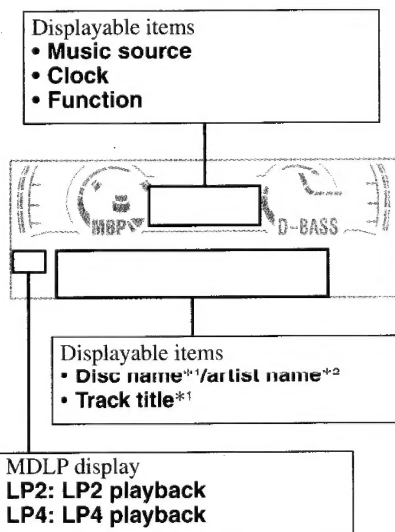 Displayable items
• Music source
• Clock
• Function
MBP
D-BASS
Displayable items
• Disc name*1/artist name*2
• Track title*1
MDLP display
LP2: LP2 playback
LP4: LP4 playback